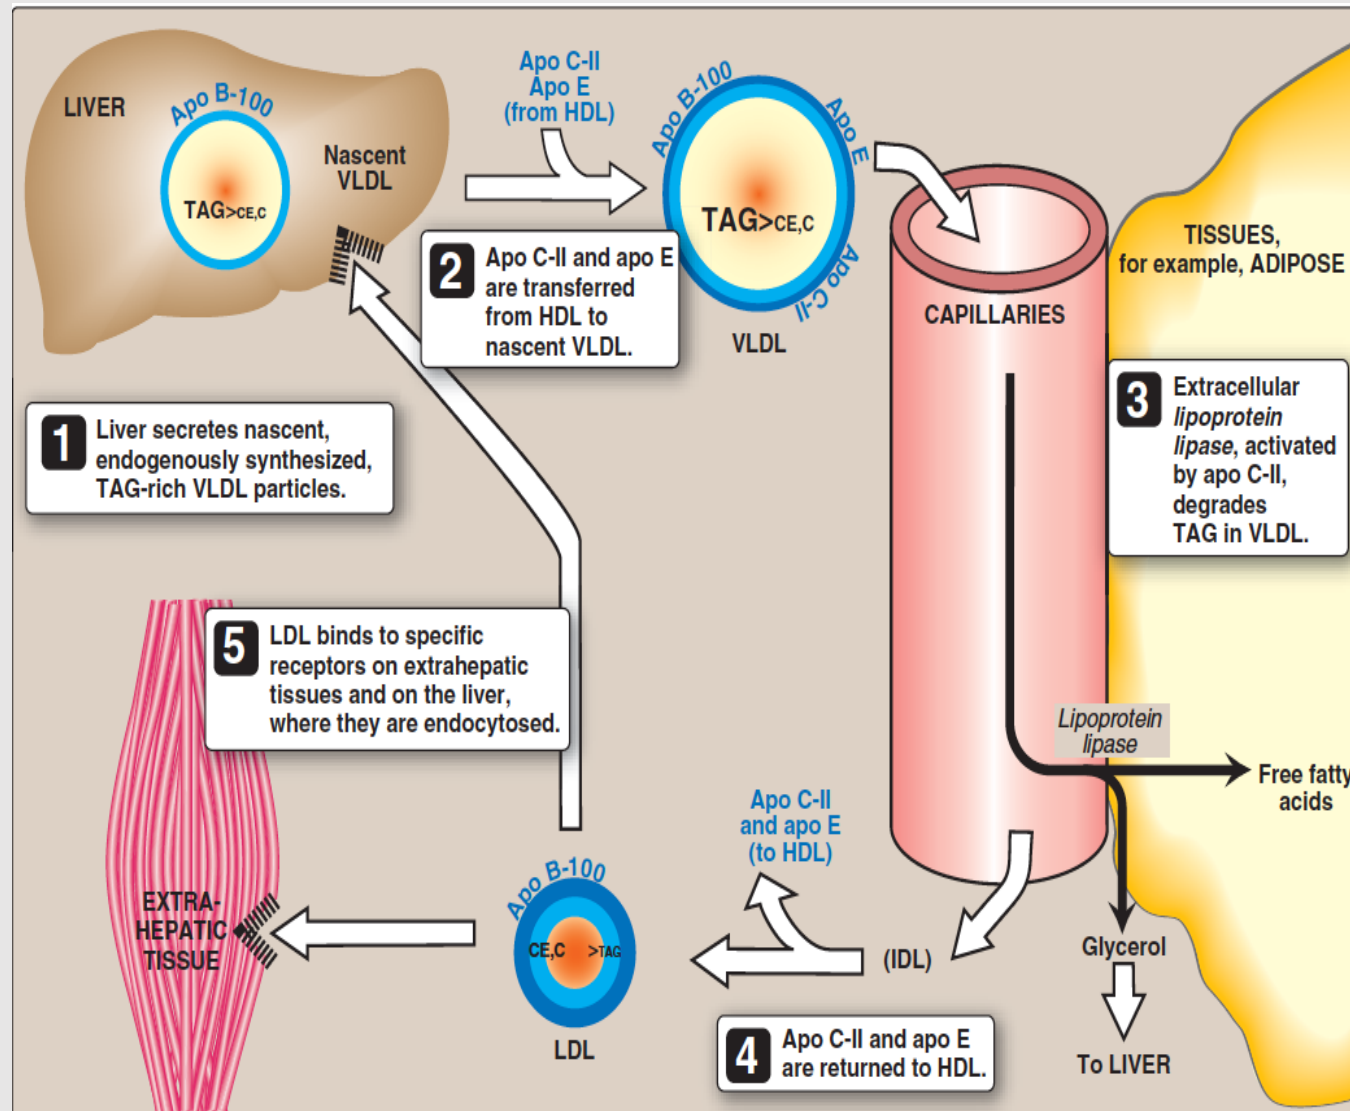 LIVER
Apo B-100
TAG>CE,C
Nascent
VLDL
Apo C-II
Apo E
(from HDL)
Apo B-100
Apo E
Apo C-II
TAG>CE,C
VLDL
2 Apo C-II and apo E
are transferred
from HDL to
nascent VLDL.
CAPILLARIES
TISSUES,
for example, ADIPOSE
1 Liver secretes nascent,
endogenously synthesized,
TAG-rich VLDL particles.
3 Extracellular
lipoprotein
lipase, activated
by apo C-II,
degrades
TAG in VLDL.
5 LDL binds to specific
receptors on extrahepatic
tissues and on the liver,
where they are endocytosed.
Lipoprotein
lipase
Free fatty
acids
Apo C-II
and apo E
(to HDL)
Apo B-100
CE,C >TAG
LDL
EXTRA-
HEPATIC
TISSUE
(IDL)
Glycerol
To LIVER
4 Apo C-II and apo E
are returned to HDL.